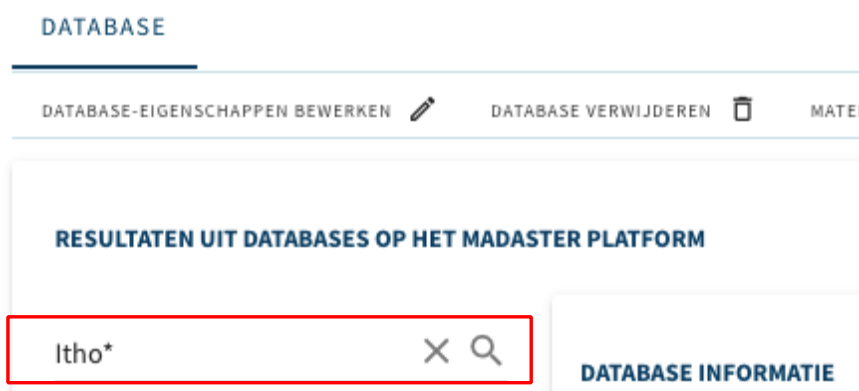 DATABASE
DATABASE-EIGENSCHAPPEN BEWERKEN DATABASE VERWIJDEREN
RESULTATEN UIT DATABASES OP HET MADASTER PLATFORM
Itho*
DATABASE INFORMATIE